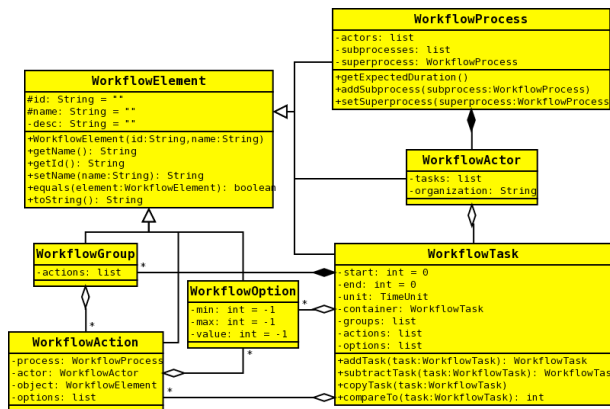 WorkflowProcess
-actors: list
-subprocesses: list
-superprocess: WorkflowProcess
+getExpectedDuration()
+addSubprocess(subprocess:WorkflowProcess)
+setSuperprocess(superprocess:WorkflowProcess
WorkflowElement
#id: String = ""
#name: String = ""
-desc: String = ""
+WorkflowElement(id:String,name:String)
+getName(): String
+getId(): String
+setName(name:String): String
+equals(element:WorkflowElement): boolean
+toString(): String
WorkflowActor
-tasks: list
-organization: String
WorkflowGroup
-actions: list
*
WorkflowTask
-start: int = 0
-end: int = 0
-unit: TimeUnit
-container: WorkflowTask
-groups: list
-actions: list
-options: list
+addTask(task:WorkflowTask): WorkflowTask
+subtractTask(task:WorkflowTask): WorkflowTas
+copyTask(task:WorkflowTask)
+compareTo(task:WorkflowTask): int
WorkflowOption
-min: int = -1
-max: int = -1
-value: int = -1
*
*
*
WorkflowAction
-process: WorkflowProcess
-actor: WorkflowActor
-object: WorkflowElement
-options: list
*